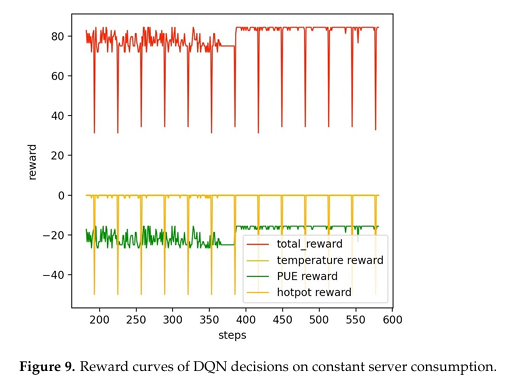 80
60
40
20
0
−20
−40
reward
total_reward
temperature reward
PUE reward
hotpot reward
200 250 300 350 400 450 500 550 600
steps
Figure 9. Reward curves of DQN decisions on constant server consumption.